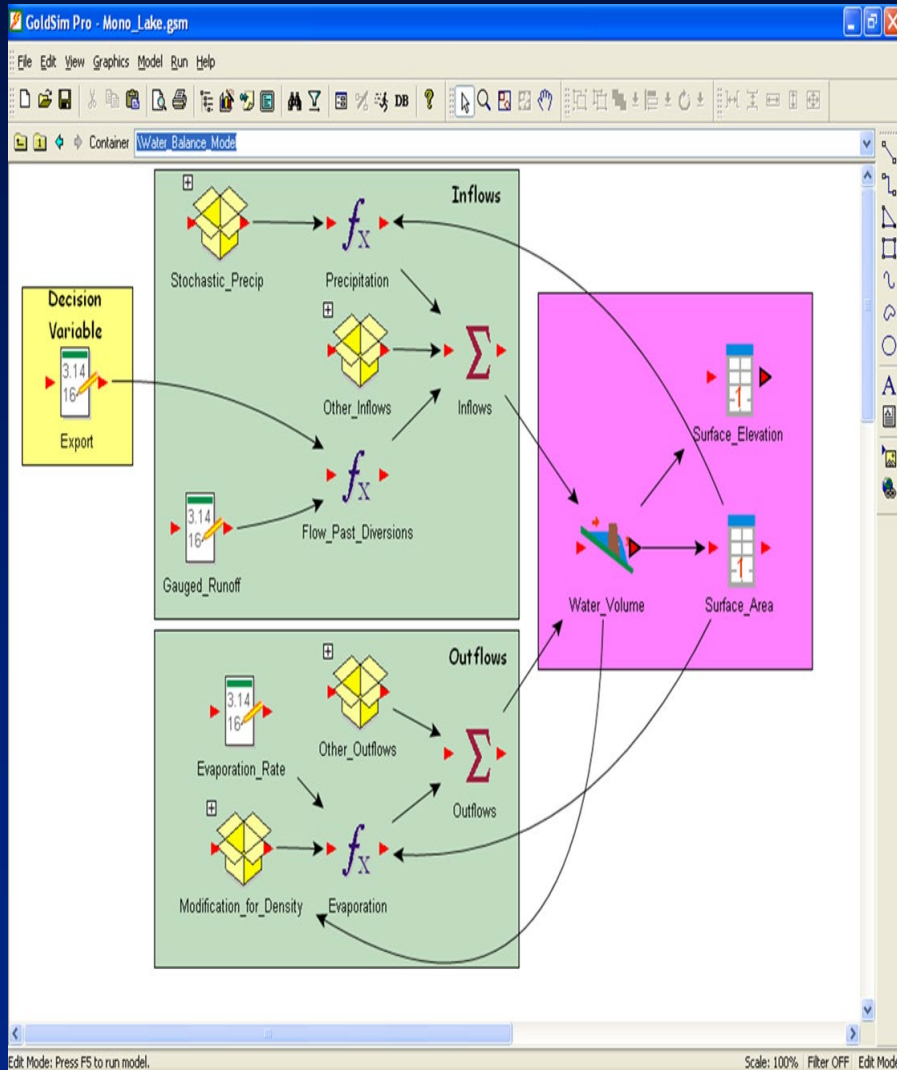 GoldSim Pro - Mono_Lake.gsm
File Edit View Graphics Model Run Help
DB
Container \\Water_Balance_Model
Inflows
Stochastic_Precip
Precipitation
Decision
Variable
3.14
16
Export
Other_Inflows
Inflows
Surface_Elevation
3.14
16
Gauged_Runoff
Flow_Past_Diversions
Water_Volume
Surface_Area
Outflows
3.14
16
Evaporation_Rate
Other_Outflows
Outflows
Modification_for_Density
Evaporation
Edit Mode: Press F5 to run model.
Scale: 100% Filter OFF Edit Mode